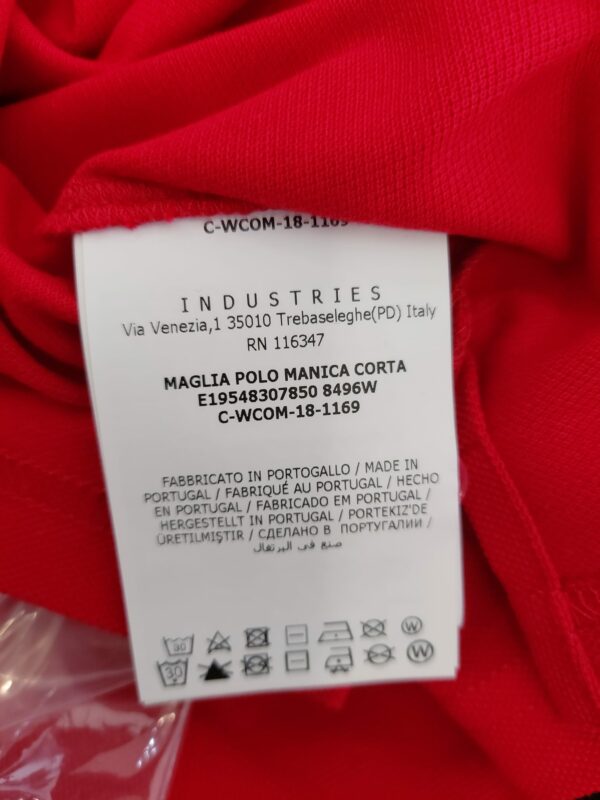 C-WCOM-18-1169
INDUSTRIES
Via Venezia,1 35010 Trebaseleghe(PD) Italy
RN 116347
MAGLIA POLO MANICA CORTA
E19548307850 8496W
C-WCOM-18-1169
FABBRICATO IN PORTOGALLO / MADE IN
PORTUGAL / FABRIQUÉ AU PORTUGAL / HECHO
EN PORTUGAL / FABRICADO EM PORTUGAL /
HERGESTELLT IN PORTUGAL / PORTEKIZ'DE
ÜRETILMIŞTIR / СДЕЛАНО В ПОРТУГАЛИИ /
صنع في البرتغال
30 W
30 W